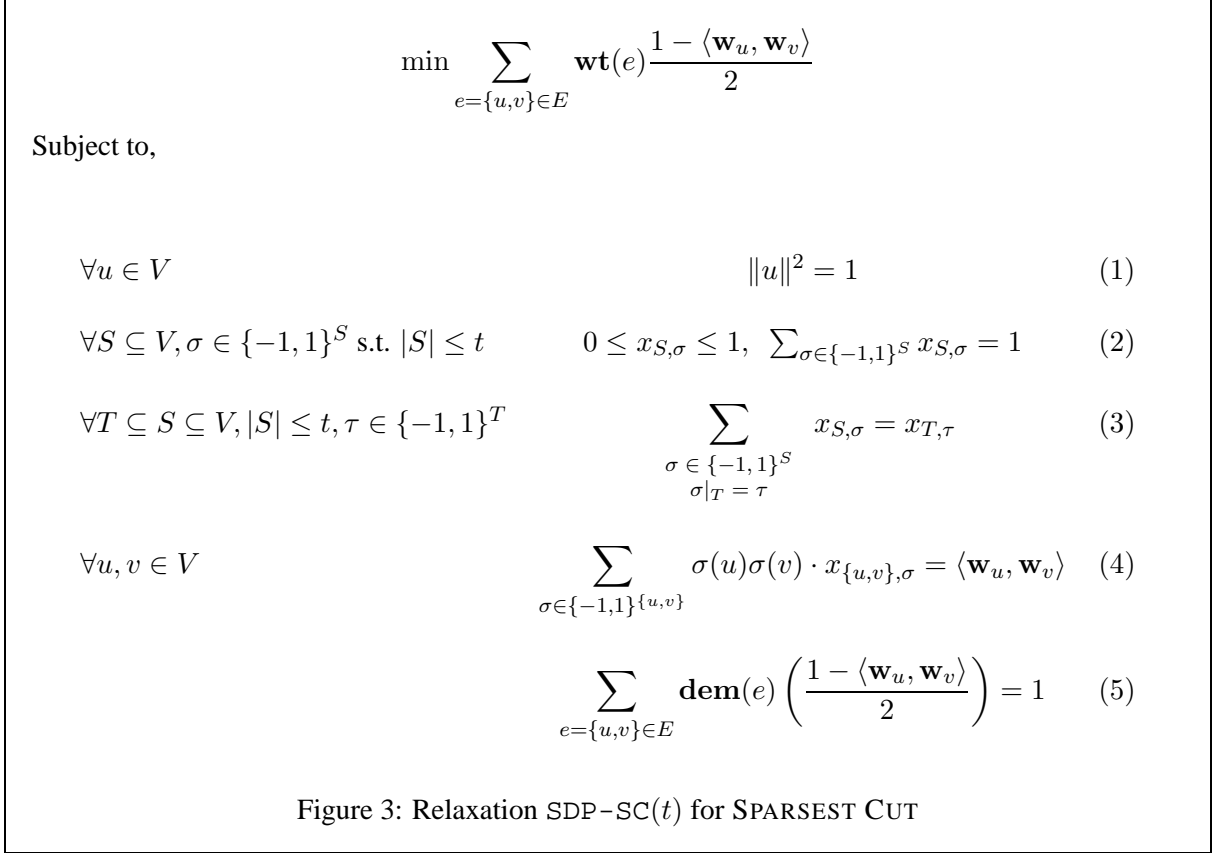 min ∑_{e={u,v}∈E} wt(e) (1 − ⟨w_u, w_v⟩)/2
Subject to,
∀u ∈ V    ‖u‖² = 1    (1)
∀S ⊆ V, σ ∈ {−1, 1}^S s.t. |S| ≤ t    0 ≤ x_{S,σ} ≤ 1, ∑_{σ∈{−1,1}^S} x_{S,σ} = 1    (2)
∀T ⊆ S ⊆ V, |S| ≤ t, τ ∈ {−1, 1}^T    ∑_{σ ∈ {−1, 1}^S, σ|_T = τ} x_{S,σ} = x_{T,τ}    (3)
∀u, v ∈ V    ∑_{σ∈{−1,1}^{{u,v}}} σ(u)σ(v) · x_{{u,v},σ} = ⟨w_u, w_v⟩    (4)
∑_{e={u,v}∈E} dem(e) ((1 − ⟨w_u, w_v⟩)/2) = 1    (5)
Figure 3: Relaxation SDP-SC(t) for SPARSEST CUT